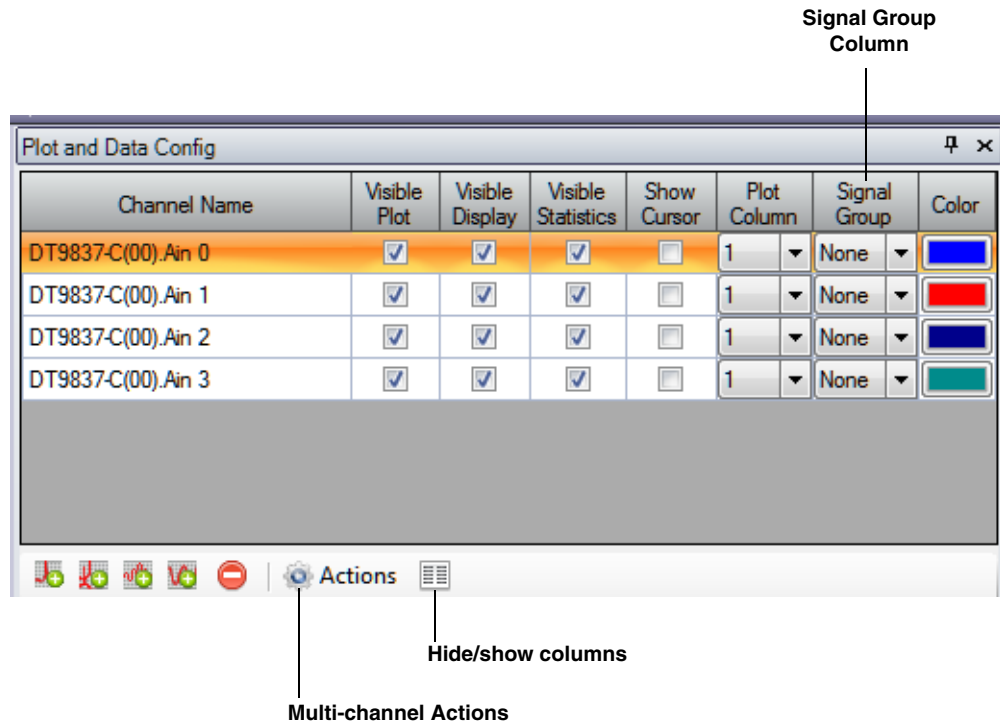 Signal Group
Column
Plot and Data Config
Channel Name Visible Plot Visible Display Visible Statistics Show Cursor Plot Column Signal Group Color
DT9837-C(00).Ain 0 1 None
DT9837-C(00).Ain 1 1 None
DT9837-C(00).Ain 2 1 None
DT9837-C(00).Ain 3 1 None
Actions
Hide/show columns
Multi-channel Actions